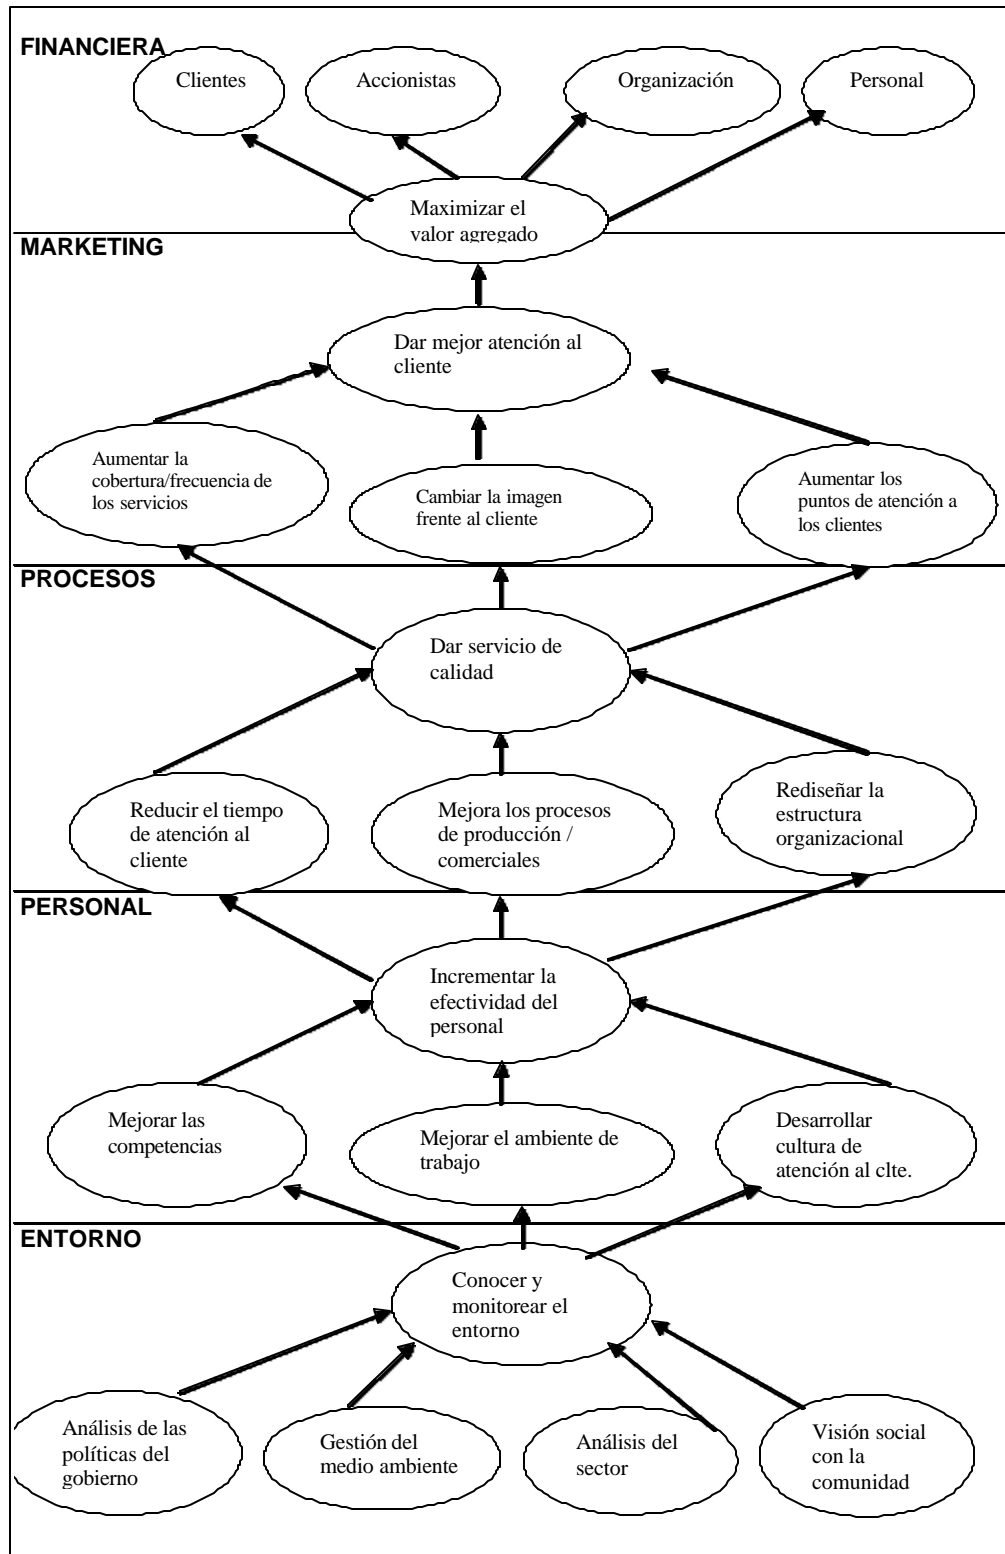 FINANCIERA
Clientes
Accionistas
Organización
Personal
Maximizar el
valor agregado
MARKETING
Dar mejor atención al
cliente
Aumentar la
cobertura/frecuencia de
los servicios
Cambiar la imagen
frente al cliente
Aumentar los
puntos de atención a
los clientes
PROCESOS
Dar servicio de
calidad
Reducir el tiempo
de atención al
cliente
Mejora los procesos
de producción /
comerciales
Rediseñar la
estructura
organizacional
PERSONAL
Incrementar la
efectividad del
personal
Mejorar las
competencias
Mejorar el ambiente de
trabajo
Desarrollar
cultura de
atención al clte.
ENTORNO
Conocer y
monitorear el
entorno
Análisis de las
políticas del
gobierno
Gestión del
medio ambiente
Análisis del
sector
Visión social
con la
comunidad